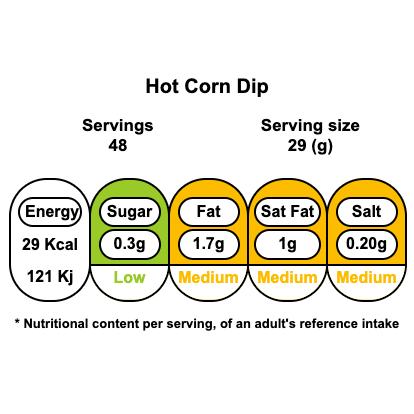 Hot Corn Dip
Servings
48
Serving size
29 (g)
Energy
29 Kcal
121 Kj
Sugar
0.3g
Low
Fat
1.7g
Medium
Sat Fat
1g
Medium
Salt
0.20g
Medium
* Nutritional content per serving, of an adult's reference intake